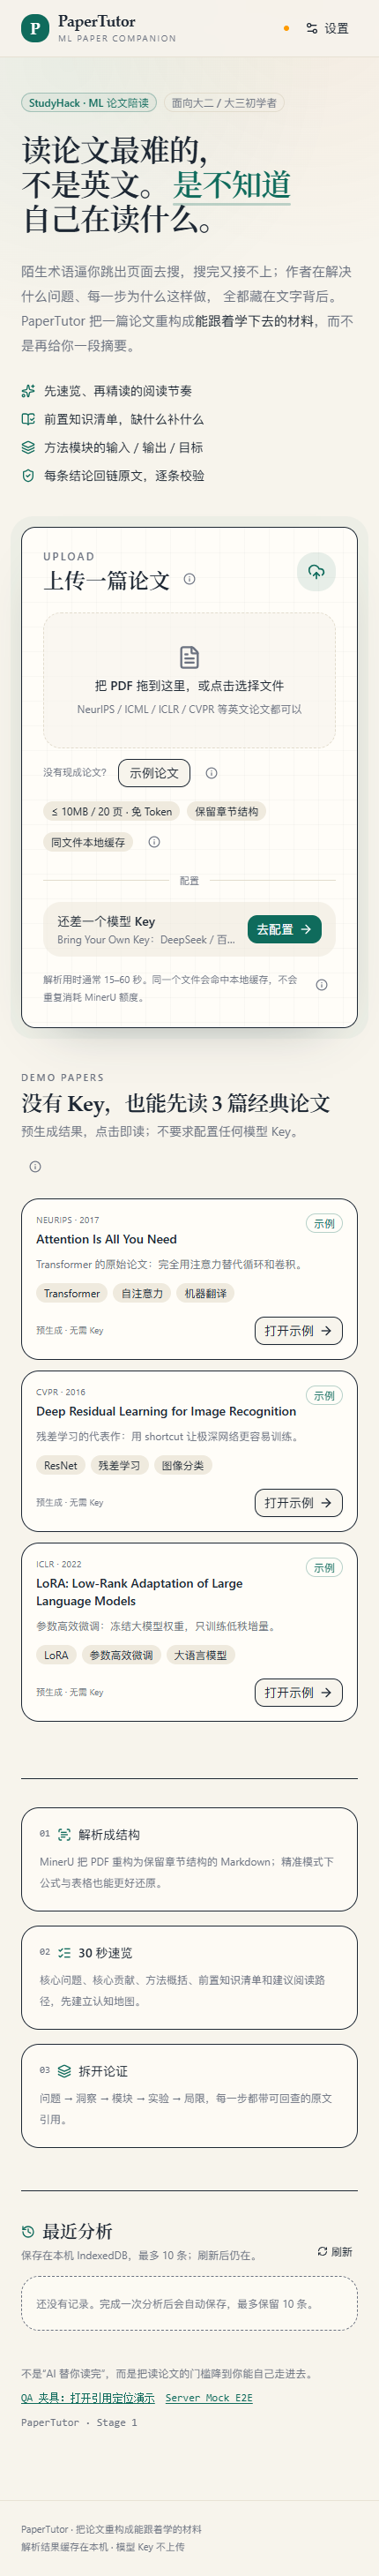 P PaperTutor
ML PAPER COMPANION
设置
StudyHack · ML 论文陪读 面向大二 / 大三初学者
读论文最难的，
不是英文。是不知道
自己在读什么。
陌生术语逼你跳出页面去搜，搜完又接不上；作者在解决
什么问题、每一步为什么这样做， 全都藏在文字背后。
PaperTutor 把一篇论文重构成能跟着学下去的材料，而不
是再给你一段摘要。
先速览、再精读的阅读节奏
前置知识清单，缺什么补什么
方法模块的输入 / 输出 / 目标
每条结论回链原文，逐条校验
UPLOAD
上传一篇论文
把 PDF 拖到这里，或点击选择文件
NeurIPS / ICML / ICLR / CVPR 等英文论文都可以
没有现成论文？ 示例论文
≤ 10MB / 20 页 · 免 Token 保留章节结构
同文件本地缓存
配置
还差一个模型 Key
Bring Your Own Key：DeepSeek / 百...
去配置
解析用时通常 15–60 秒。同一个文件会命中本地缓存，不会
重复消耗 MinerU 额度。
DEMO PAPERS
没有 Key，也能先读 3 篇经典论文
预生成结果，点击即读；不要求配置任何模型 Key。
NEURIPS · 2017
示例
Attention Is All You Need
Transformer 的原始论文：完全用注意力替代循环和卷积。
Transformer 自注意力 机器翻译
预生成 · 无需 Key 打开示例
CVPR · 2016
示例
Deep Residual Learning for Image Recognition
残差学习的代表作：用 shortcut 让极深网络更容易训练。
ResNet 残差学习 图像分类
预生成 · 无需 Key 打开示例
ICLR · 2022
示例
LoRA: Low-Rank Adaptation of Large
Language Models
参数高效微调：冻结大模型权重，只训练低秩增量。
LoRA 参数高效微调 大语言模型
预生成 · 无需 Key 打开示例
01 解析成结构
MinerU 把 PDF 重构为保留章节结构的 Markdown；精准模式下
公式与表格也能更好还原。
02 30 秒速览
核心问题、核心贡献、方法概括、前置知识清单和建议阅读路
径，先建立认知地图。
03 拆开论证
问题 → 洞察 → 模块 → 实验 → 局限，每一步都带可回查的原文
引用。
最近分析
保存在本机 IndexedDB，最多 10 条；刷新后仍在。
刷新
还没有记录。完成一次分析后会自动保存，最多保留 10 条。
不是“AI 替你读完”，而是把读论文的门槛降到你能自己走进去。
QA 夹具：打开引用定位演示 Server Mock E2E
PaperTutor · Stage 1
PaperTutor · 把论文重构成能跟着学的材料
解析结果缓存在本机 · 模型 Key 不上传